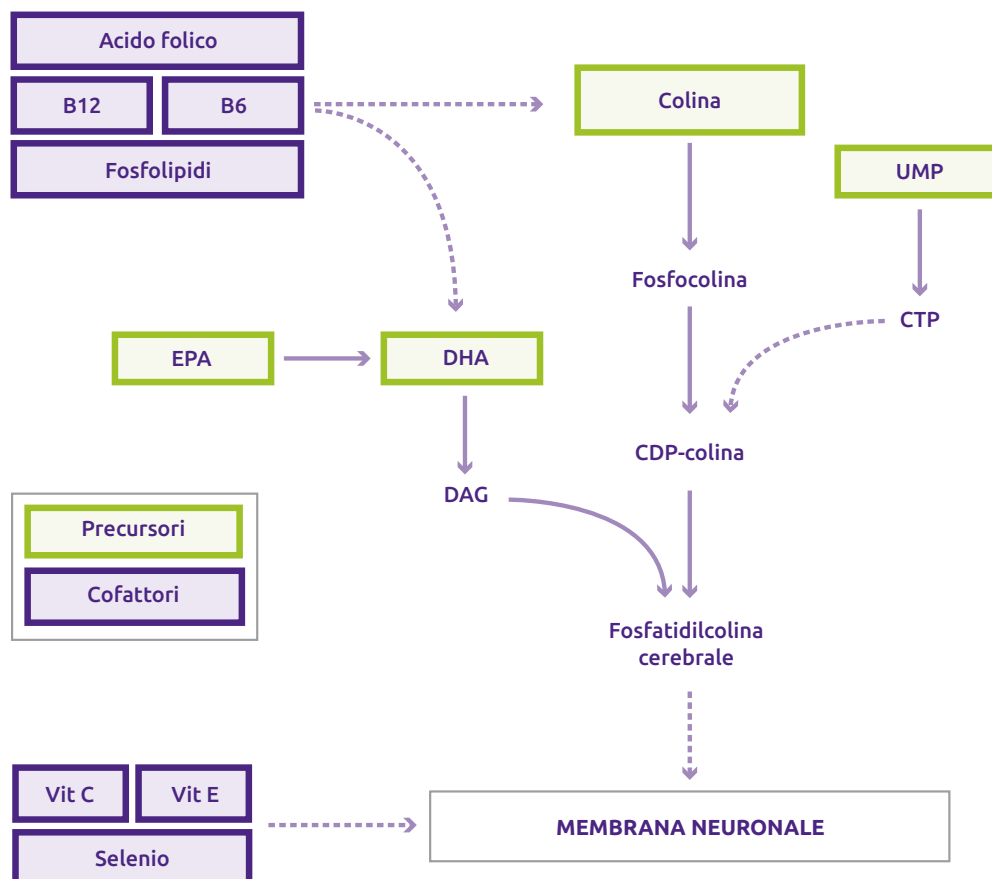 Acido folico
B12
B6
Fosfolipidi
Colina
UMP
Fosfocolina
CTP
EPA
DHA
CDP-colina
DAG
Precursori
Cofattori
Fosfatidilcolina
cerebrale
Vit C
Vit E
Selenio
MEMBRANA NEURONALE